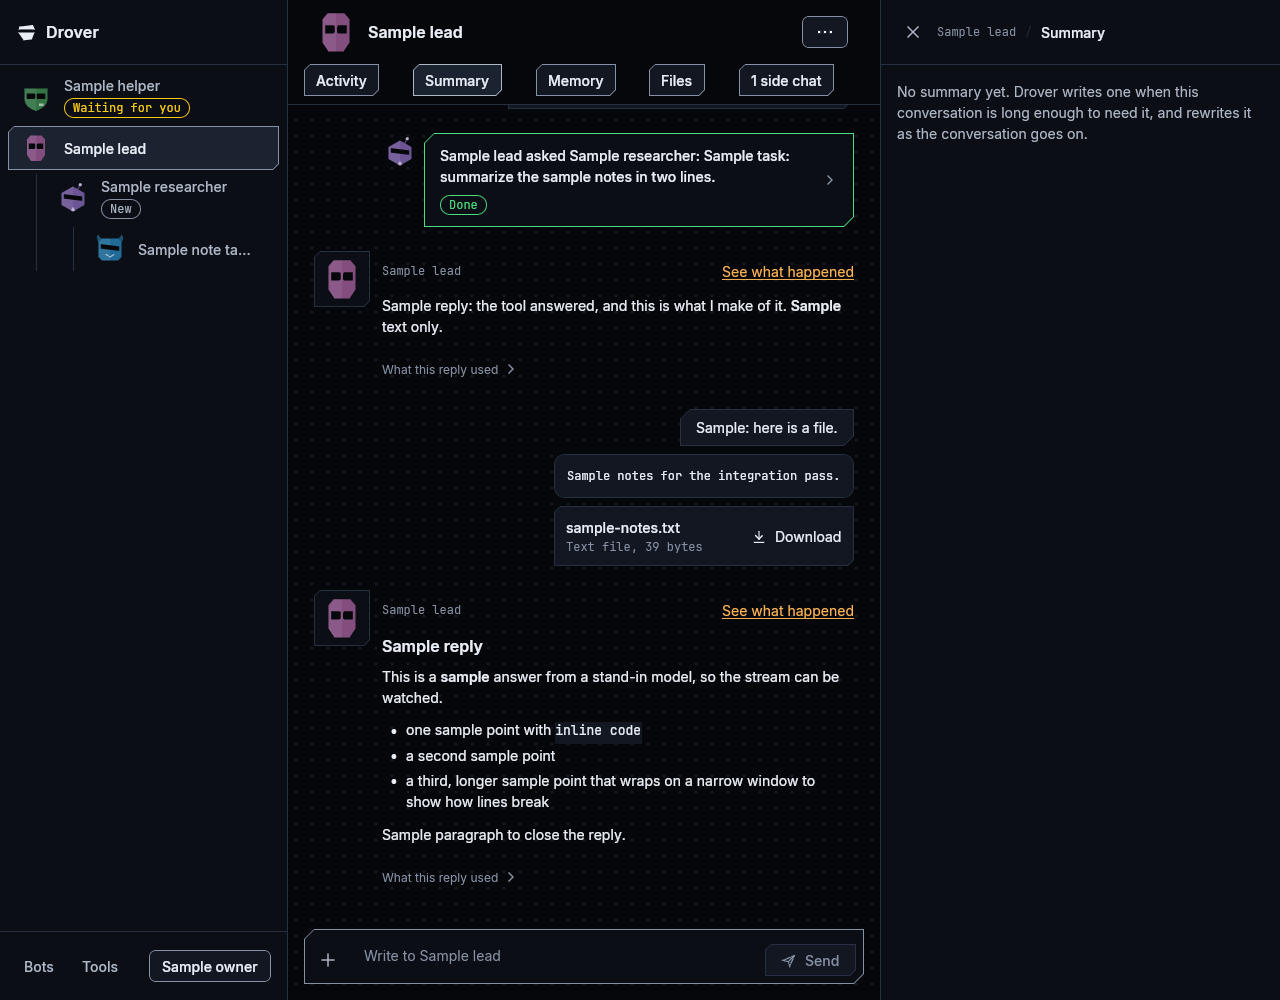 Drover
Sample helper
Waiting for you
Sample lead
Sample researcher
New
Sample note ta...
Bots
Tools
Sample owner
Sample lead
...
Activity
Summary
Memory
Files
1 side chat
Sample lead asked Sample researcher: Sample task:
summarize the sample notes in two lines.
Done
Sample lead
See what happened
Sample reply: the tool answered, and this is what I make of it. Sample
text only.
What this reply used
Sample: here is a file.
Sample notes for the integration pass.
sample-notes.txt
Text file, 39 bytes
Download
Sample lead
See what happened
Sample reply
This is a sample answer from a stand-in model, so the stream can be
watched.
• one sample point with inline code
• a second sample point
• a third, longer sample point that wraps on a narrow window to
show how lines break
Sample paragraph to close the reply.
What this reply used
Write to Sample lead
Send
Sample lead / Summary
No summary yet. Drover writes one when this
conversation is long enough to need it, and rewrites it
as the conversation goes on.